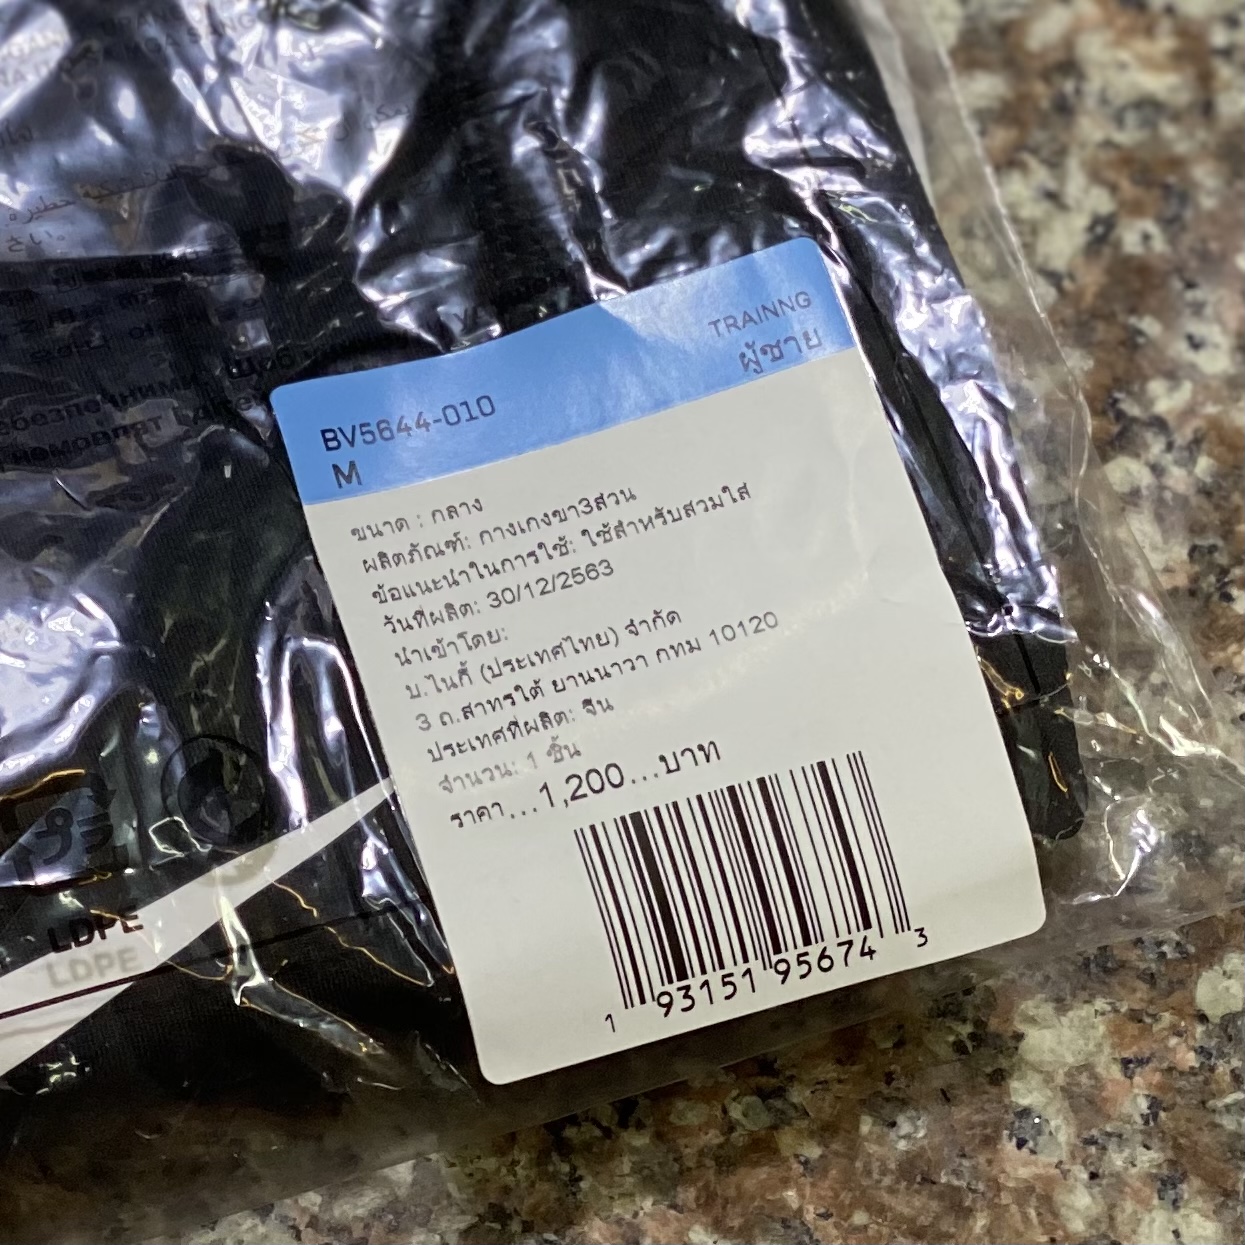 TRAINNG
ผู้ชาย
BV5644-010
M
ขนาด : กลาง
ผลิตภัณฑ์: กางเกงขา3ส่วน
ข้อแนะนำในการใช้: ใช้สำหรับสวมใส่
วันที่ผลิต: 30/12/2563
นำเข้าโดย:
บ.ไนกี้ (ประเทศไทย) จำกัด
3 ถ.สาทรใต้ ยานนาวา กทม 10120
ประเทศที่ผลิต: จีน
จำนวน: 1 ชิ้น
ราคา...1,200...บาท
1 93151 95674 3
LDPE